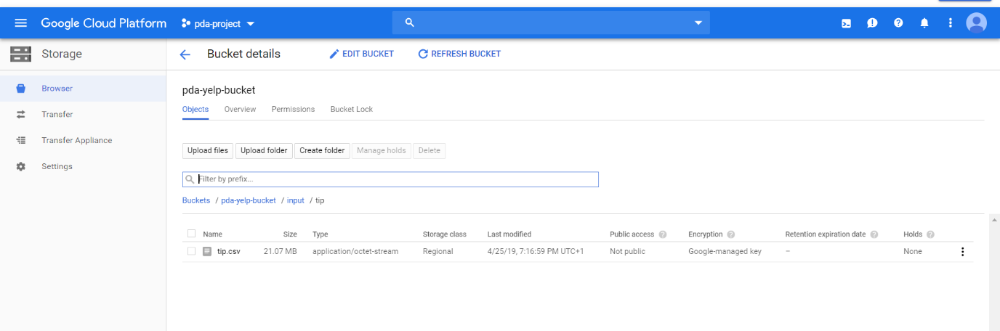 Google Cloud Platform pda-project
Storage Bucket details EDIT BUCKET REFRESH BUCKET
Browser
Transfer
Transfer Appliance
Settings
pda-yelp-bucket
Objects Overview Permissions Bucket Lock
Upload files Upload folder Create folder Manage holds Delete
Filter by prefix...
Buckets / pda-yelp-bucket / input / tip
Name Size Type Storage class Last modified Public access Encryption Retention expiration date Holds
tip.csv 21.07 MB application/octet-stream Regional 4/25/19, 7:16:59 PM UTC+1 Not public Google-managed key – None